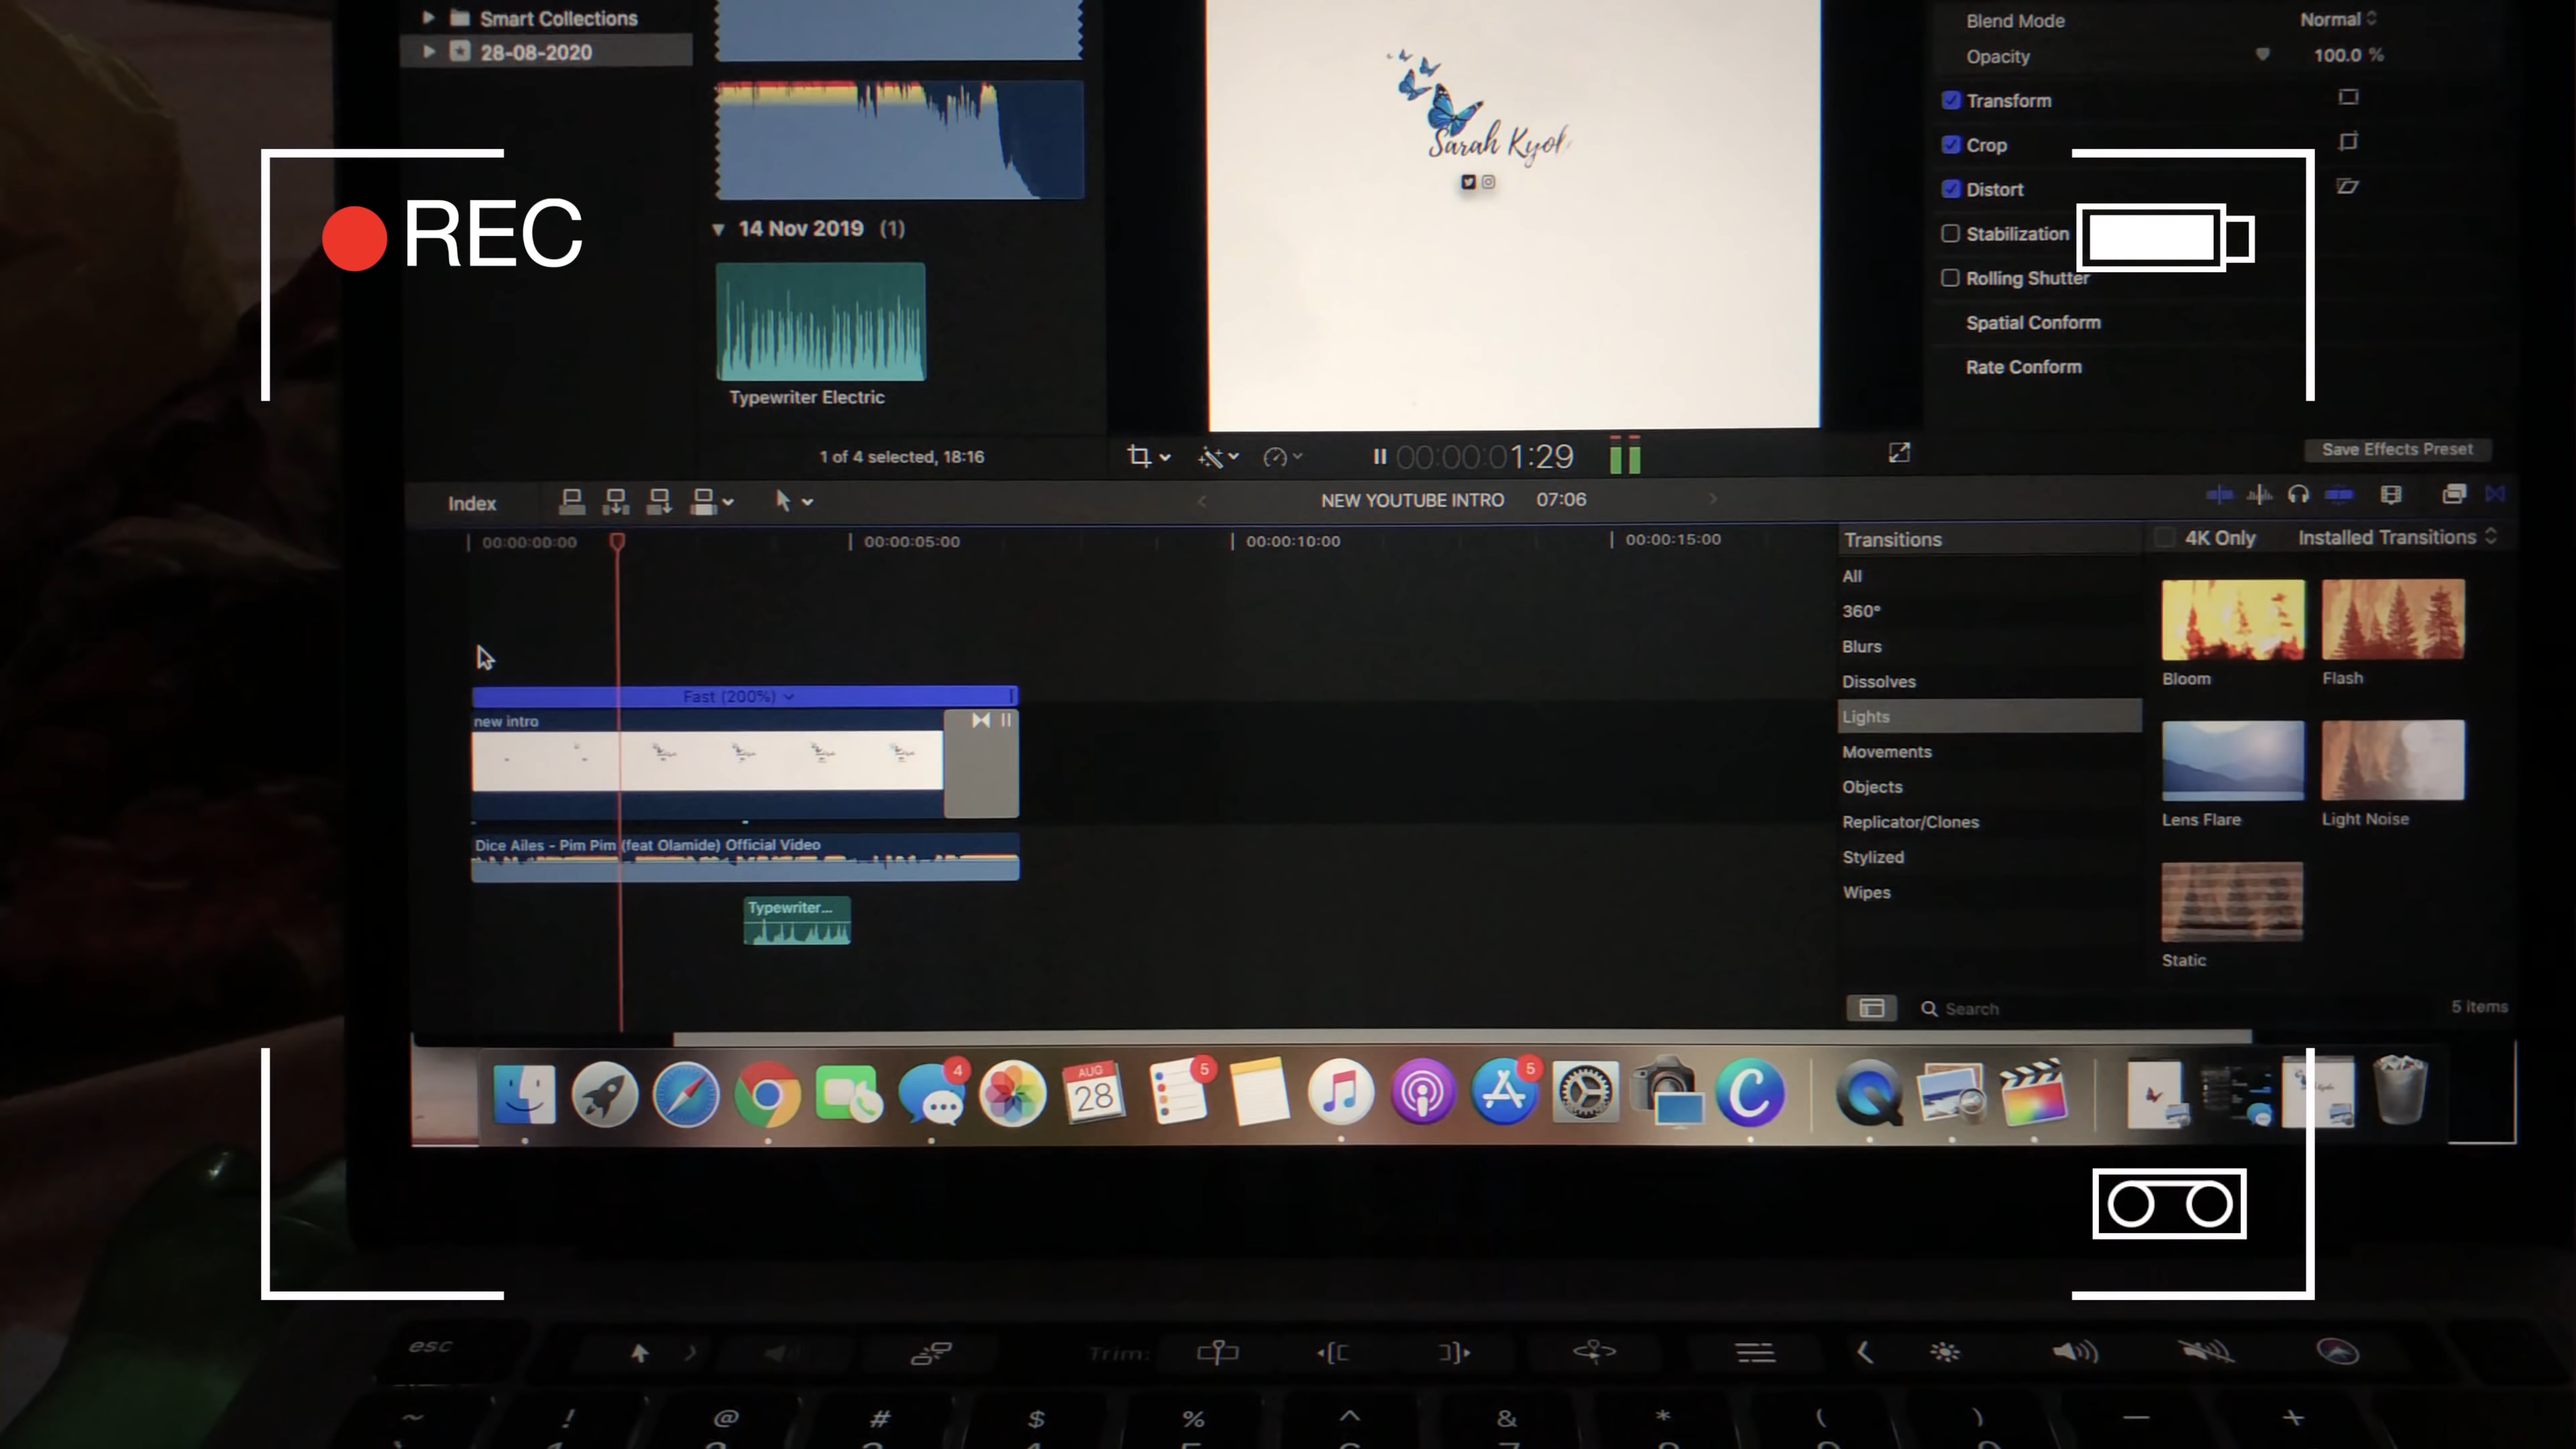 Smart Collections
28-08-2020
REC
14 Nov 2019 (1)
Typewriter Electric
1 of 4 selected, 18:16
Sarah
00:00:01:29
Blend Mode Normal
Opacity 100.0 %
Transform
Crop
Distort
Stabilization
Rolling Shutter
Spatial Conform
Rate Conform
Save Effects Preset
Index
NEW YOUTUBE INTRO 07:06
00:00:00:00 00:00:05:00 00:00:10:00 00:00:15:00
Fast (200%)
new intro
Dice Ailes - Pim Pim (feat Olamide) Official Video
Typewriter...
Transitions
4K Only Installed Transitions
All
360°
Blurs
Dissolves
Lights
Movements
Objects
Replicator/Clones
Stylized
Wipes
Bloom Flash
Lens Flare Light Noise
Static
Search 5 items
4 AUG 28 5 5
esc Trim:
~ ! @ # $ % ^ & * ( ) — +